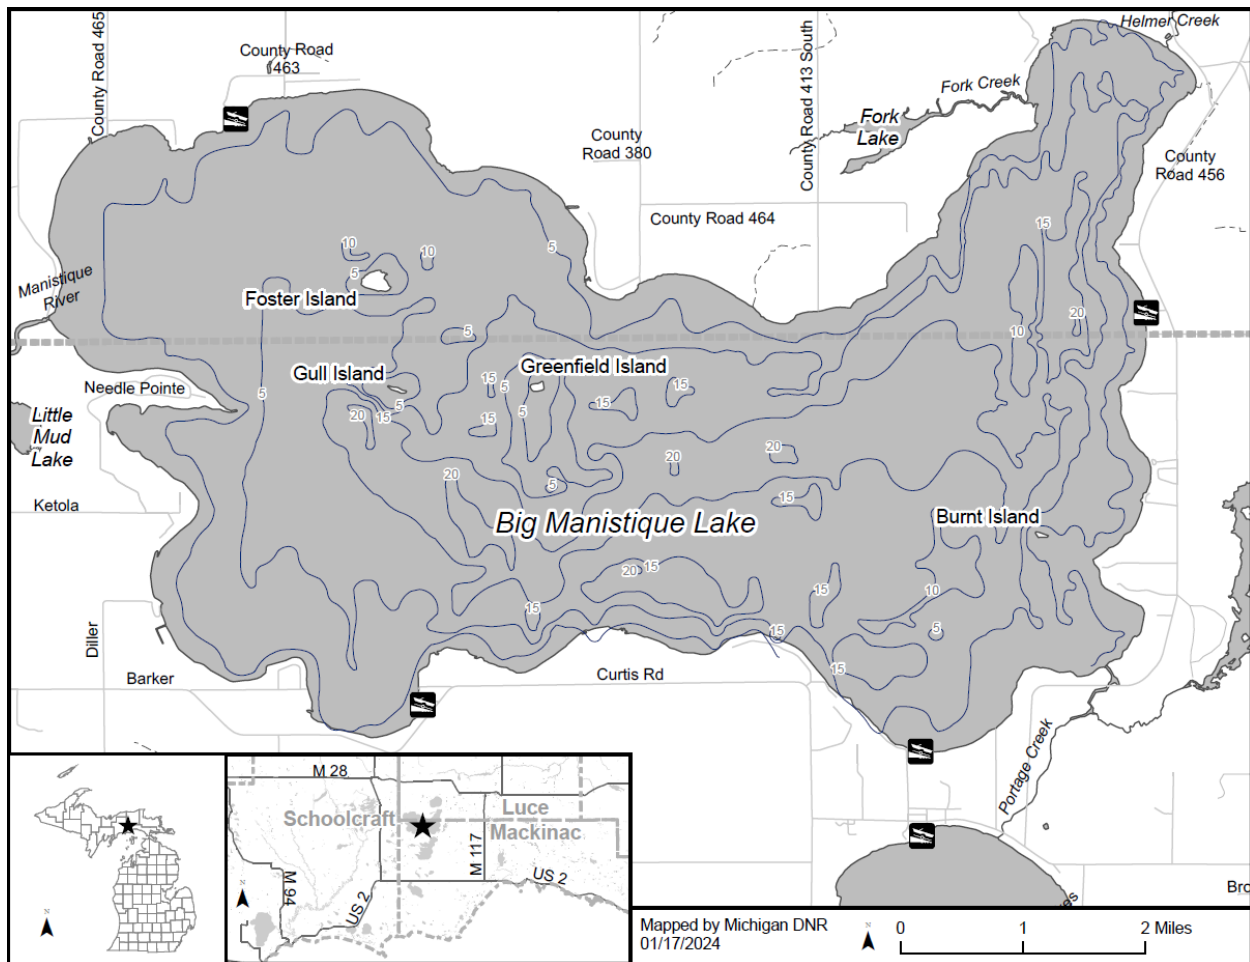 County Road 465
County Road
463
Helmer Creek
County Road 413 South
Fork Creek
Fork
Lake
County
Road 380
County
Road 456
County Road 464
15
5
10
10
5
Manistique
River
Foster Island
20
5
10
Gull Island
Greenfield Island
15
5
15
Needle Pointe
5
5
15
20
15
5
15
Little
Mud
Lake
20
20
20
5
15
Ketola
Big Manistique Lake
Burnt Island
20
15
15
10
15
Diller
15
5
15
Barker
Curtis Rd
Portage Creek
M 28
Schoolcraft
Luce
Mackinac
M 117
M 94
US 2
US 2
N
N
Mapped by Michigan DNR
01/17/2024
N
0
1
2 Miles
Bro